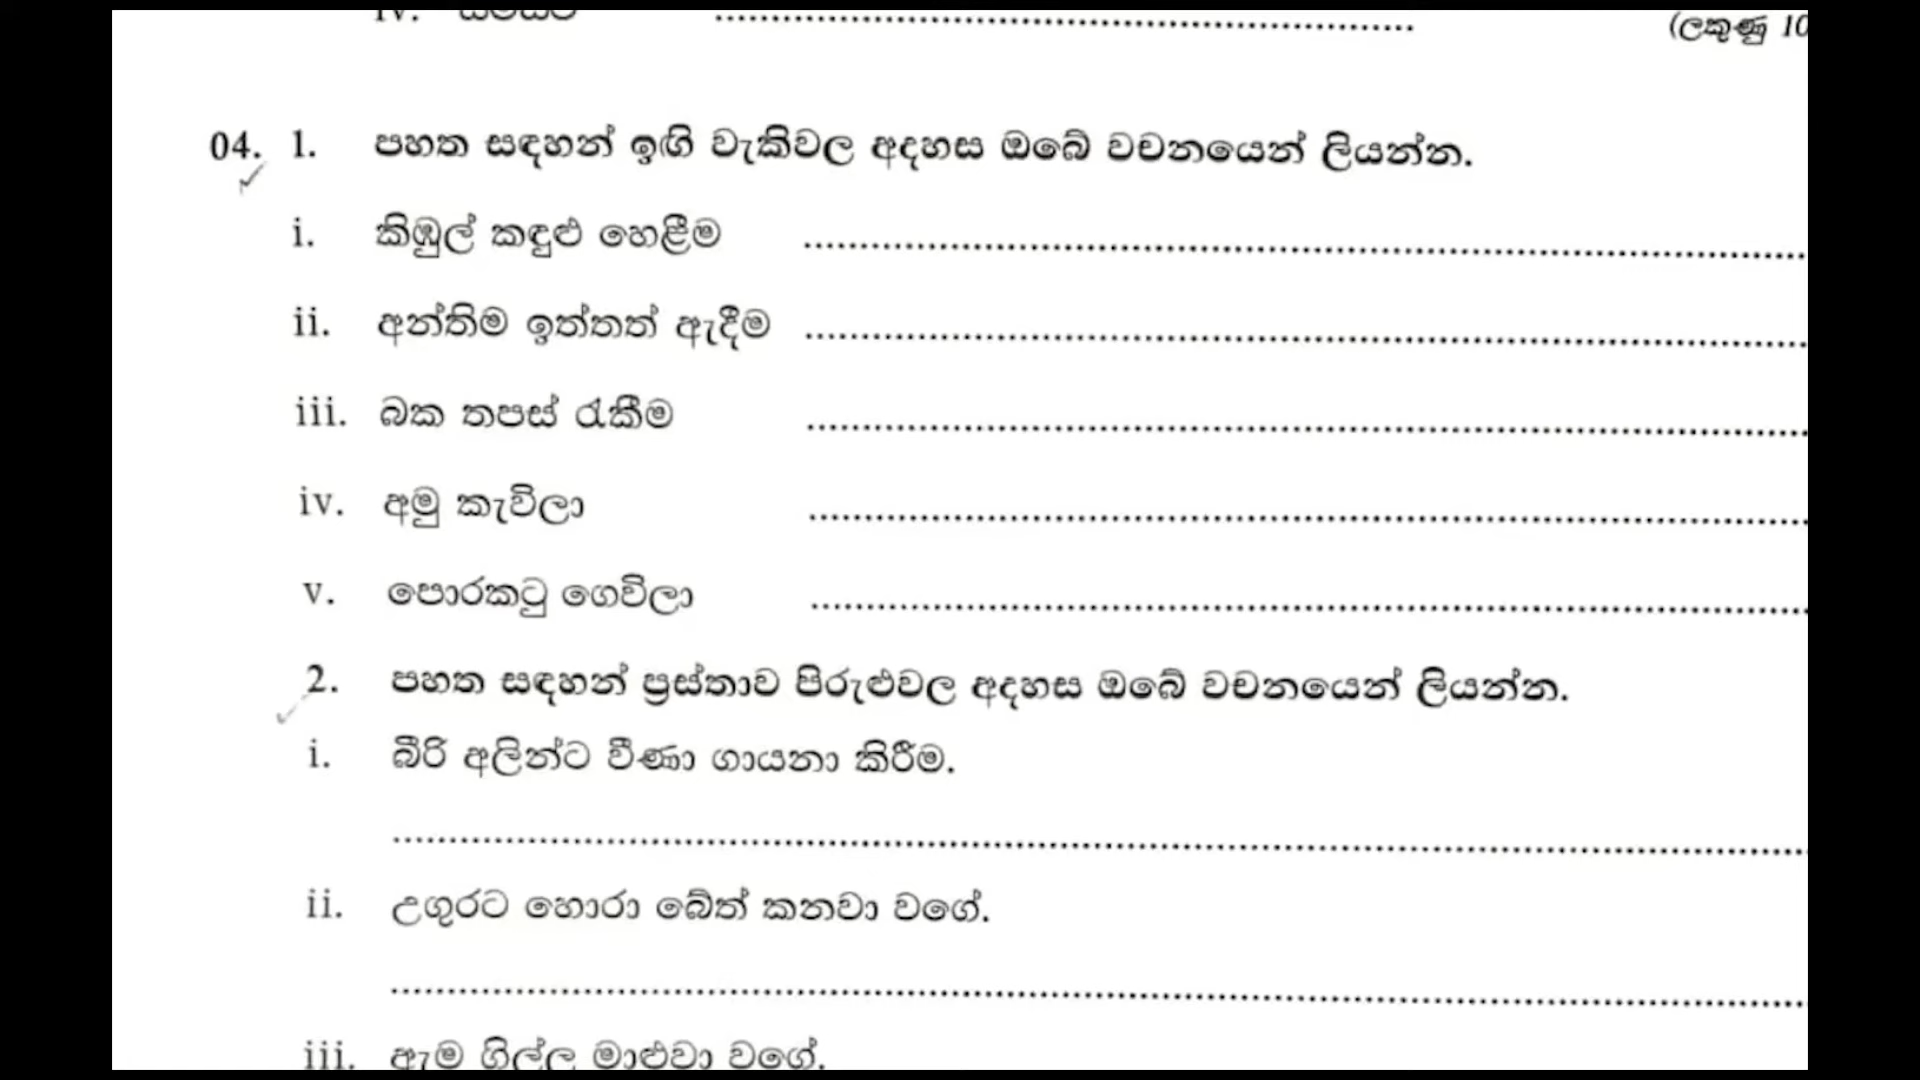 (ලකුණු 10
04. 1. පහත සඳහන් ඉඟි වැකිවල අදහස ඔබේ වචනයෙන් ලියන්න.
i. කිඹුල් කඳුළු හෙළීම ........................................
ii. අන්තිම ඉත්තත් ඇදීම ........................................
iii. බක තපස් රැකීම ........................................
iv. අමු කැවිලා ........................................
v. පොරකටු ගෙවිලා ........................................
2. පහත සඳහන් ප්‍රස්තාව පිරුළුවල අදහස ඔබේ වචනයෙන් ලියන්න.
i. බීරි අලින්ට වීණා ගායනා කිරීම.
........................................
ii. උගුරට හොරා බේත් කනවා වගේ.
........................................
iii. ඇම ගිල්ල මාළුවා වගේ.